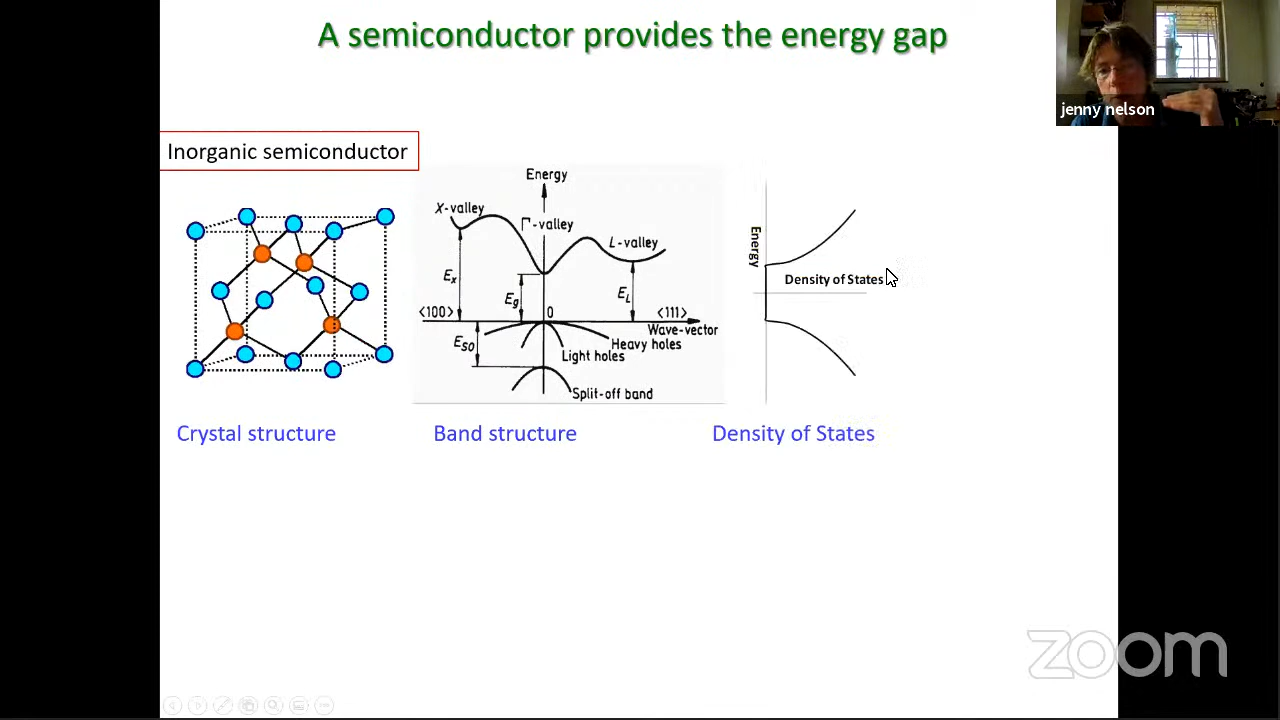 A semiconductor provides the energy gap
jenny nelson
Inorganic semiconductor
Energy
X-valley
Γ-valley
L-valley
Ex
Eg
EL
<100>
0
<111>
Wave-vector
Heavy holes
ESO
Light holes
Split-off band
Energy
Density of States
Crystal structure
Band structure
Density of States
zoom